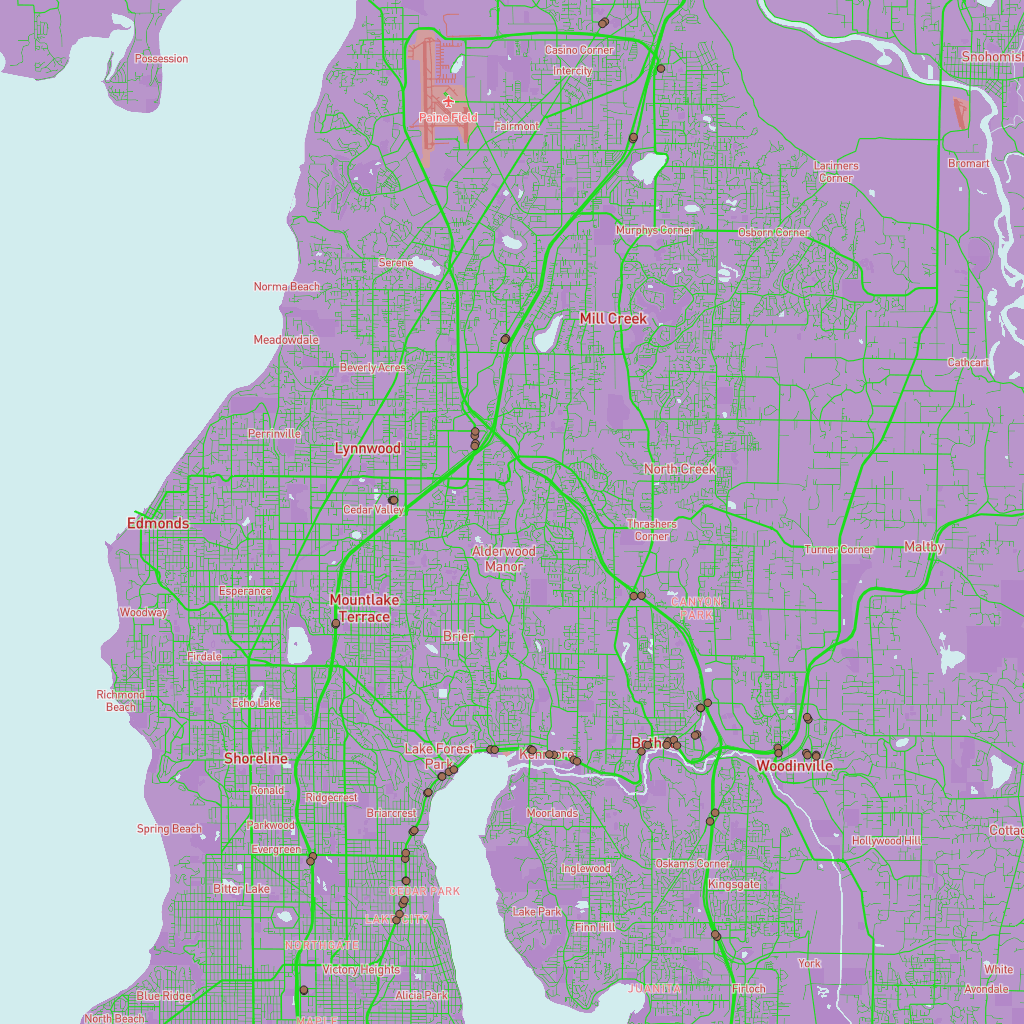 Possession
Casino Corner
Intercity
Snohomish
Paine Field
Fairmont
Larimers
Corner
Bromart
Murphys Corner
Osborn Corner
Serene
Norma Beach
Mill Creek
Meadowdale
Beverly Acres
Cathcart
Perrinville
Lynnwood
North Creek
Cedar Valley
Edmonds
Thrashers
Corner
Alderwood
Manor
Turner Corner
Maltby
Esperance
Mountlake
Terrace
CANYON
PARK
Woodway
Brier
Firdale
Richmond
Beach
Echo Lake
Lake Forest
Park
Kenmore
Shoreline
Woodinville
Ronald
Ridgecrest
Briarcrest
Moorlands
Spring Beach
Parkwood
Evergreen
Hollywood Hill
Inglewood
Oskams Corner
Kingsgate
Bitter Lake
CEDAR PARK
LAKE CITY
Lake Park
Finn Hill
NORTHGATE
Victory Heights
York
White
Blue Ridge
Alicia Park
JUANITA
Firloch
Avondale
North Beach
MAPLE